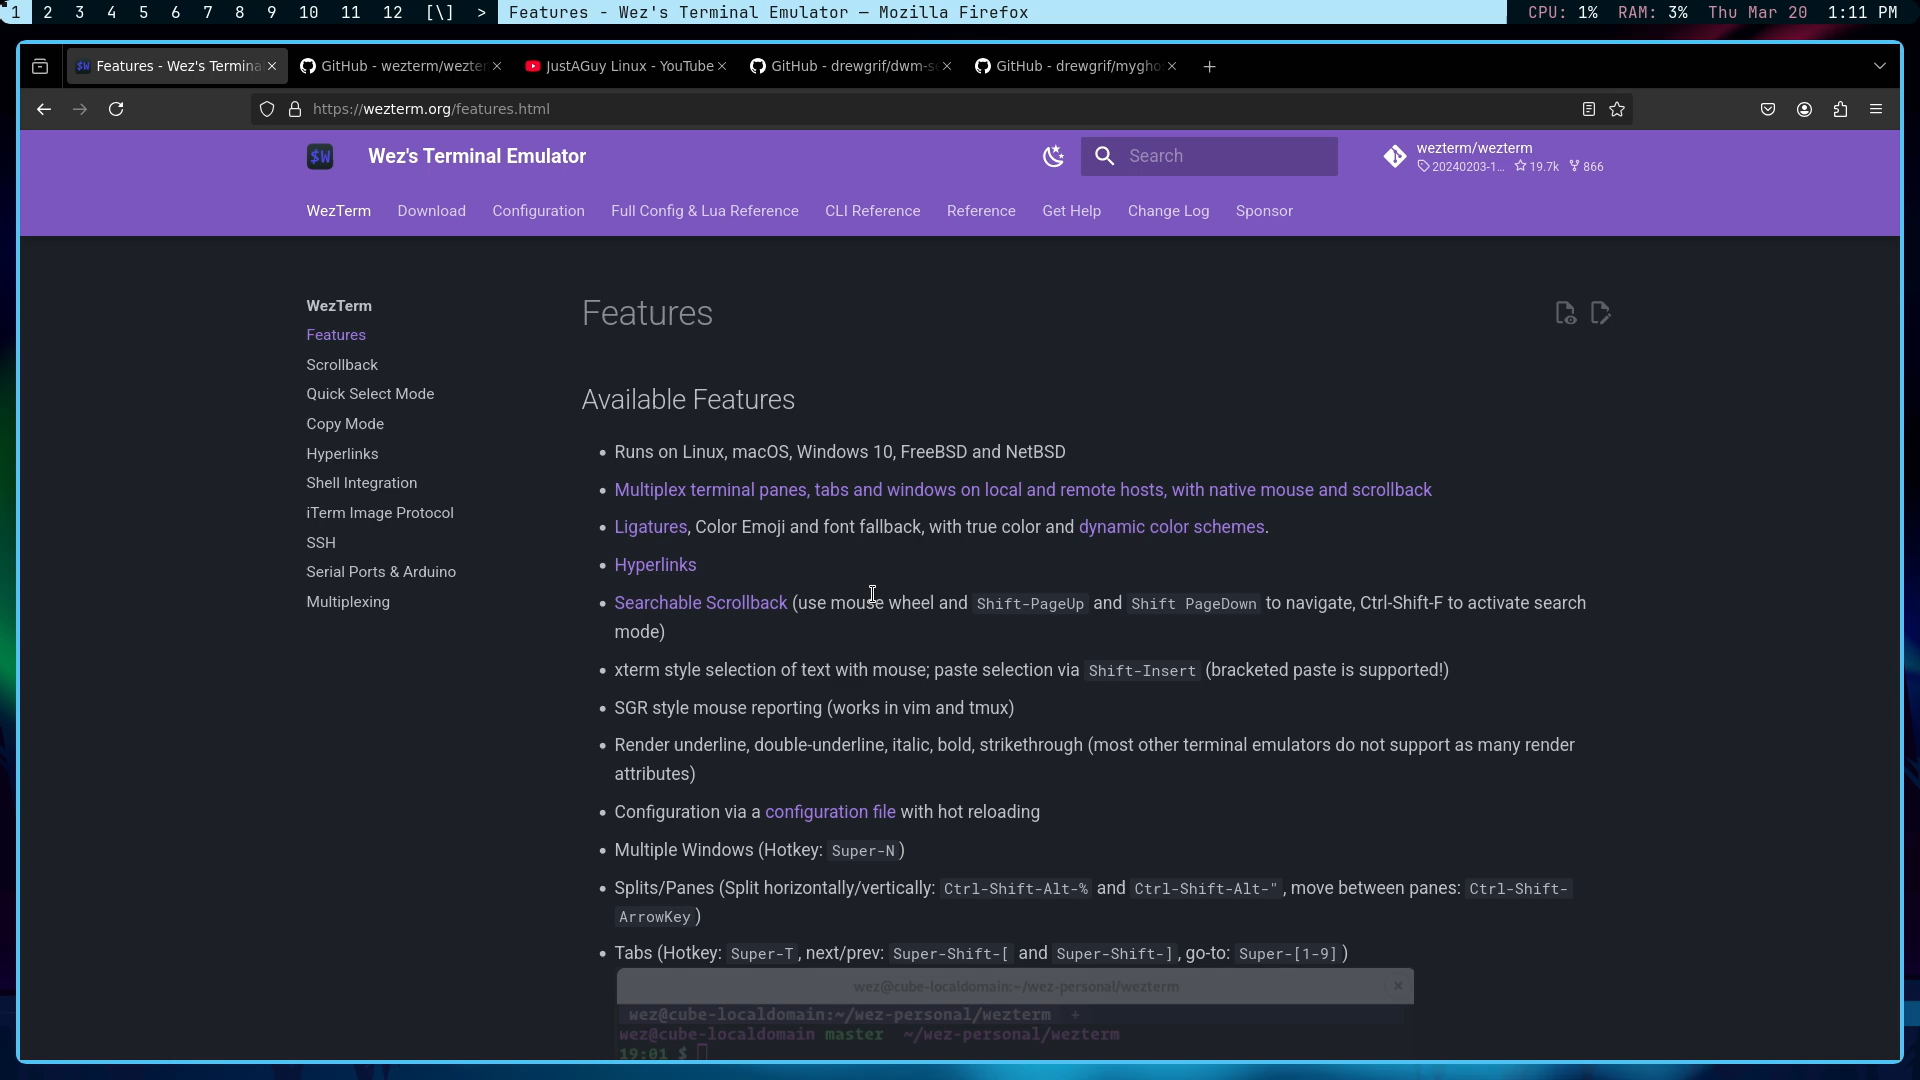 1 2 3 4 5 6 7 8 9 10 11 12 [\] > Features - Wez's Terminal Emulator — Mozilla Firefox CPU: 1% RAM: 3% Thu Mar 20 1:11 PM
Features - Wez's Termina GitHub - wezterm/wezter JustAGuy Linux - YouTube GitHub - drewgrif/dwm-s GitHub - drewgrif/mygho
https://wezterm.org/features.html
$W Wez's Terminal Emulator Search wezterm/wezterm
20240203-1... 19.7k 866
WezTerm Download Configuration Full Config & Lua Reference CLI Reference Reference Get Help Change Log Sponsor
WezTerm
Features
Scrollback
Quick Select Mode
Copy Mode
Hyperlinks
Shell Integration
iTerm Image Protocol
SSH
Serial Ports & Arduino
Multiplexing
Features
Available Features
• Runs on Linux, macOS, Windows 10, FreeBSD and NetBSD
• Multiplex terminal panes, tabs and windows on local and remote hosts, with native mouse and scrollback
• Ligatures, Color Emoji and font fallback, with true color and dynamic color schemes.
• Hyperlinks
• Searchable Scrollback (use mouse wheel and Shift-PageUp and Shift PageDown to navigate, Ctrl-Shift-F to activate search
mode)
• xterm style selection of text with mouse; paste selection via Shift-Insert (bracketed paste is supported!)
• SGR style mouse reporting (works in vim and tmux)
• Render underline, double-underline, italic, bold, strikethrough (most other terminal emulators do not support as many render
attributes)
• Configuration via a configuration file with hot reloading
• Multiple Windows (Hotkey: Super-N)
• Splits/Panes (Split horizontally/vertically: Ctrl-Shift-Alt-% and Ctrl-Shift-Alt-", move between panes: Ctrl-Shift-
ArrowKey)
• Tabs (Hotkey: Super-T, next/prev: Super-Shift-[ and Super-Shift-], go-to: Super-[1-9])
wez@cube-localdomain:~/wez-personal/wezterm
wez@cube-localdomain:~/wez-personal/wezterm +
wez@cube-localdomain master ~/wez-personal/wezterm
19:01 $